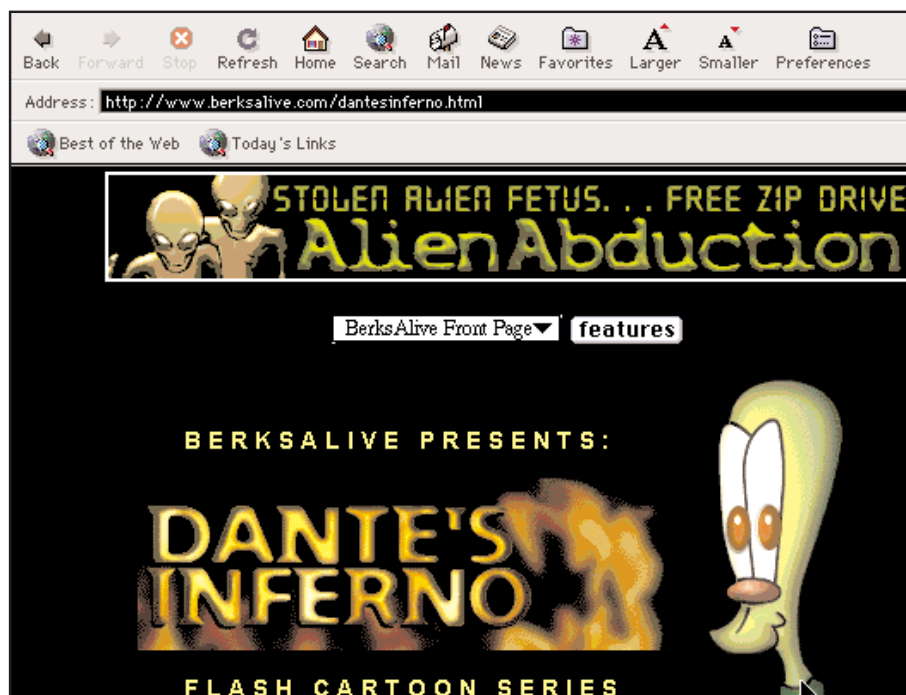 Back Forward Stop Refresh Home Search Mail News Favorites Larger Smaller Preferences
Address: http://www.berksalive.com/dantesinferno.html
Best of the Web Today's Links
STOLEN ALIEN FETUS... FREE ZIP DRIVE
Alien Abduction
BerksAlive Front Page features
BERKSALIVE PRESENTS:
DANTE'S
INFERNO
FLASH CARTOON SERIES